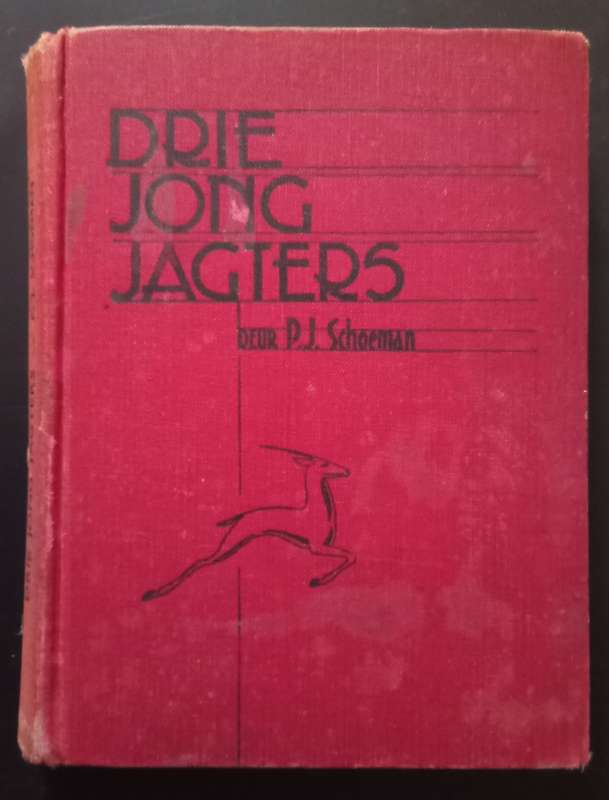 DRIE
JONG
JAGTERS
DEUR P.J. Schoeman